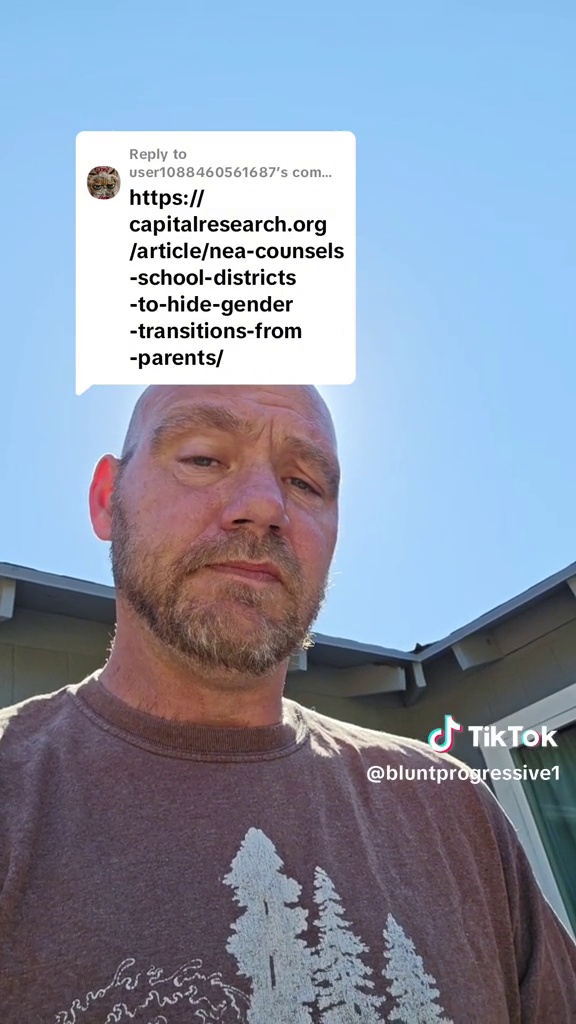 Reply to
user1088460561687's com...
https://
capitalresearch.org
/article/nea-counsels
-school-districts
-to-hide-gender
-transitions-from
-parents/
TikTok
@bluntprogressive1